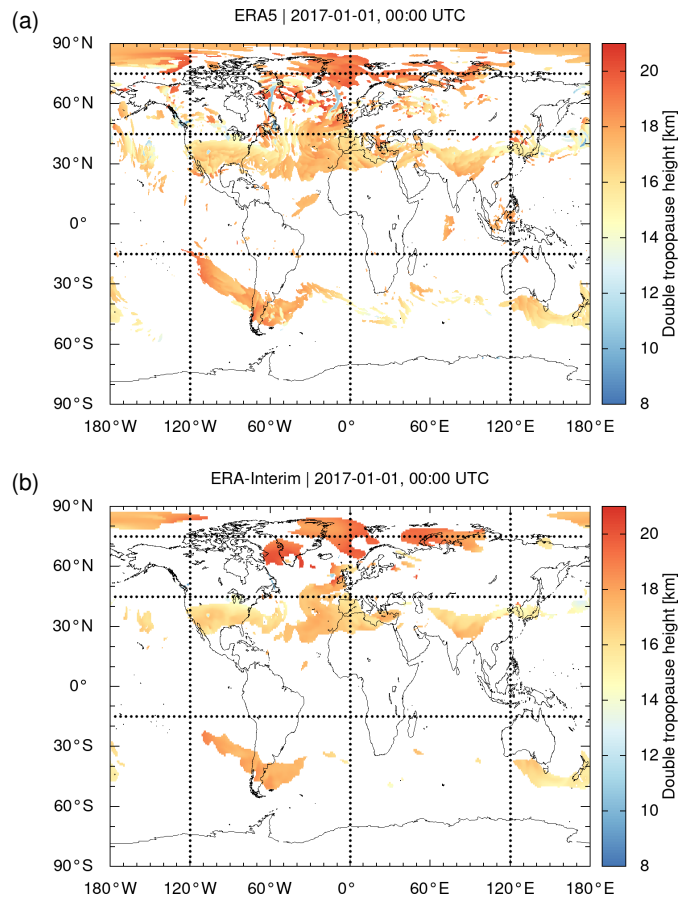 (a)
ERA5 | 2017-01-01, 00:00 UTC
90°N
60°N
30°N
0°
30°S
60°S
90°S
180°W 120°W 60°W 0° 60°E 120°E 180°E
20
18
16
14
12
10
8
Double tropopause height [km]
(b)
ERA-Interim | 2017-01-01, 00:00 UTC
90°N
60°N
30°N
0°
30°S
60°S
90°S
180°W 120°W 60°W 0° 60°E 120°E 180°E
20
18
16
14
12
10
8
Double tropopause height [km]